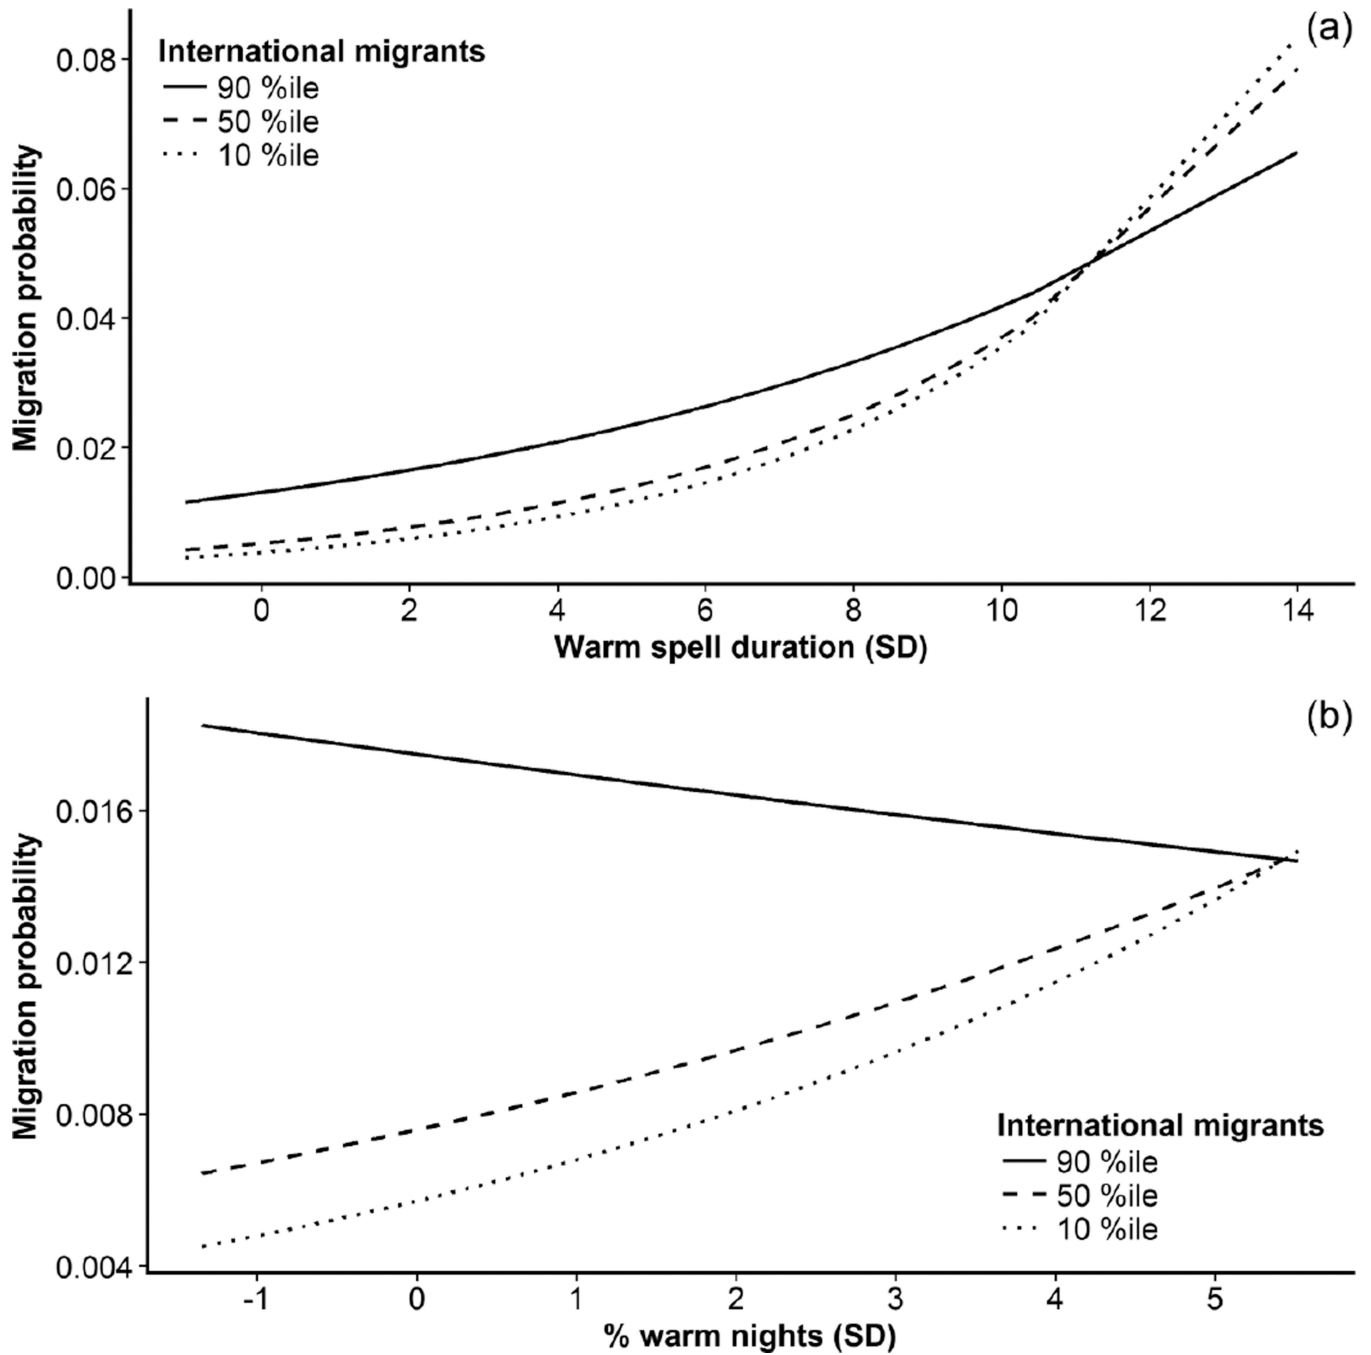 (a)
International migrants
90 %ile
50 %ile
10 %ile
Migration probability
0.08
0.06
0.04
0.02
0.00
0 2 4 6 8 10 12 14
Warm spell duration (SD)
(b)
Migration probability
0.016
0.012
0.008
0.004
International migrants
90 %ile
50 %ile
10 %ile
-1 0 1 2 3 4 5
% warm nights (SD)